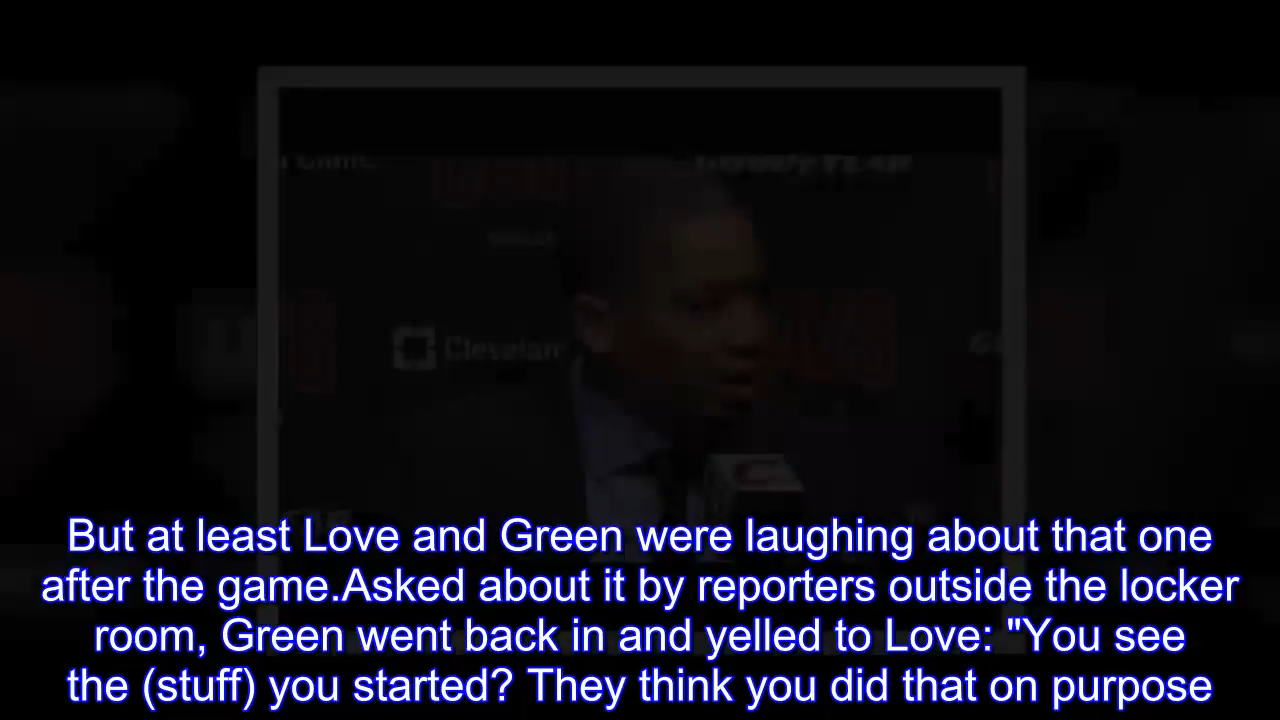 Cleveland
But at least Love and Green were laughing about that one
after the game.Asked about it by reporters outside the locker
room, Green went back in and yelled to Love: "You see
the (stuff) you started? They think you did that on purpose